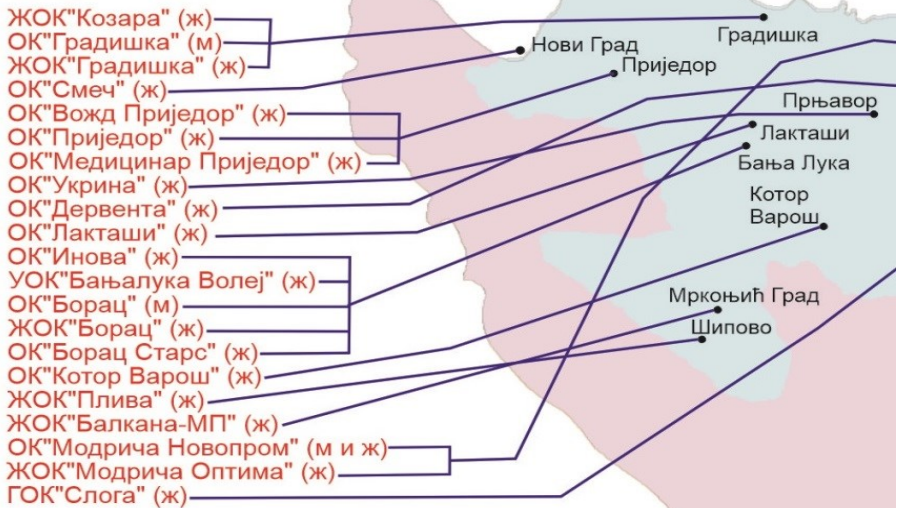 ЖОК"Козара" (ж)
ОК"Градишка" (м)
ЖОК"Градишка" (ж)
ОК"Смеч" (ж)
ОК"Вожд Приједор" (ж)
ОК"Приједор" (ж)
ОК"Медицинар Приједор" (ж)
ОК"Укрина" (ж)
ОК"Дервента" (ж)
ОК"Лакташи" (ж)
ОК"Инова" (ж)
УОК"Бањалука Волеј" (ж)
ОК"Борац" (м)
ЖОК"Борац" (ж)
ОК"Борац Старс" (ж)
ОК"Котор Варош" (ж)
ЖОК"Плива" (ж)
ЖОК"Балкана-МП" (ж)
ОК"Модрича Новопром" (м и ж)
ЖОК"Модрича Оптима" (ж)
ГОК"Слога" (ж)
Градишка
Нови Град
Приједор
Прњавор
Лакташи
Бања Лука
Котор
Варош
Мркоњић Град
Шипово